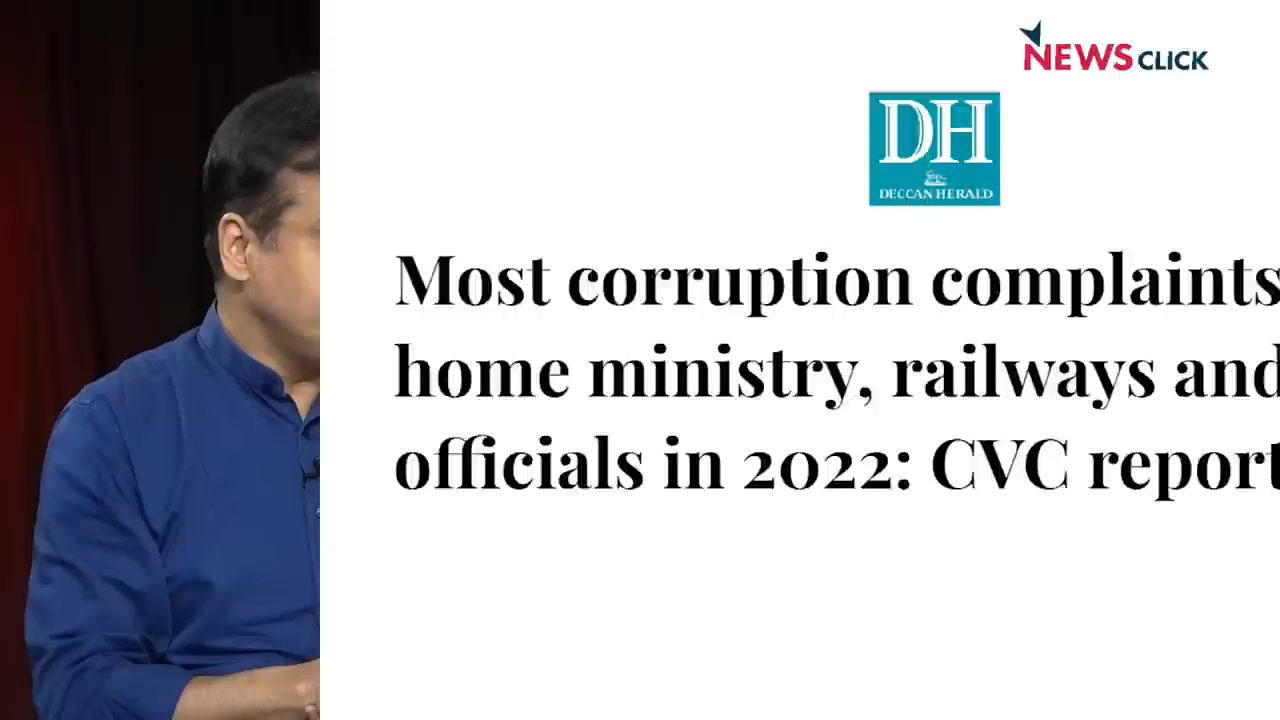 NEWSCLICK
DH
DECCAN HERALD
Most corruption complaints
home ministry, railways and
officials in 2022: CVC report